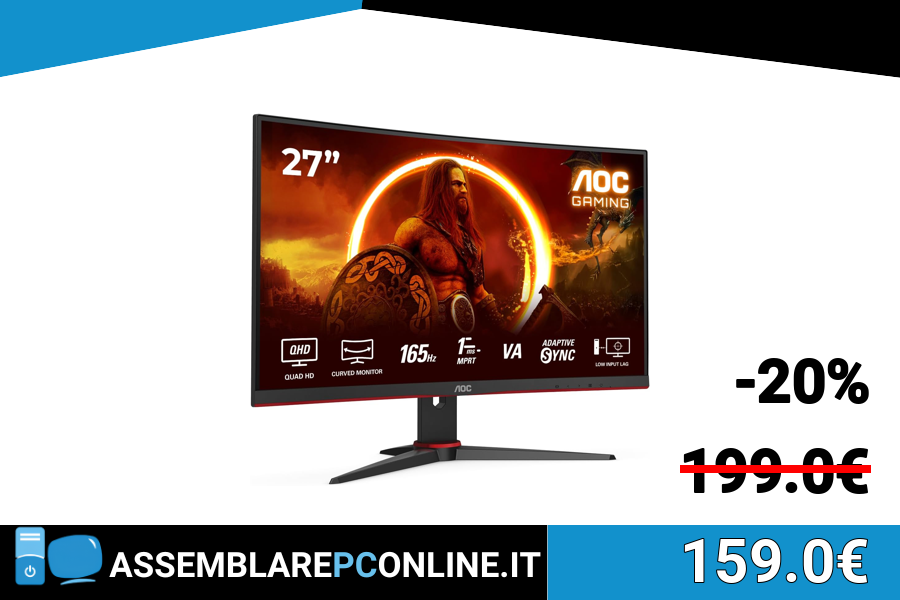 27”
AOC
GAMING
QHD
QUAD HD
CURVED MONITOR
165Hz
1ms
MPRT
VA
ADAPTIVE
SYNC
LOW INPUT LAG
AOC
-20%
199.0€
ASSEMBLAREPCONLINE.IT
159.0€